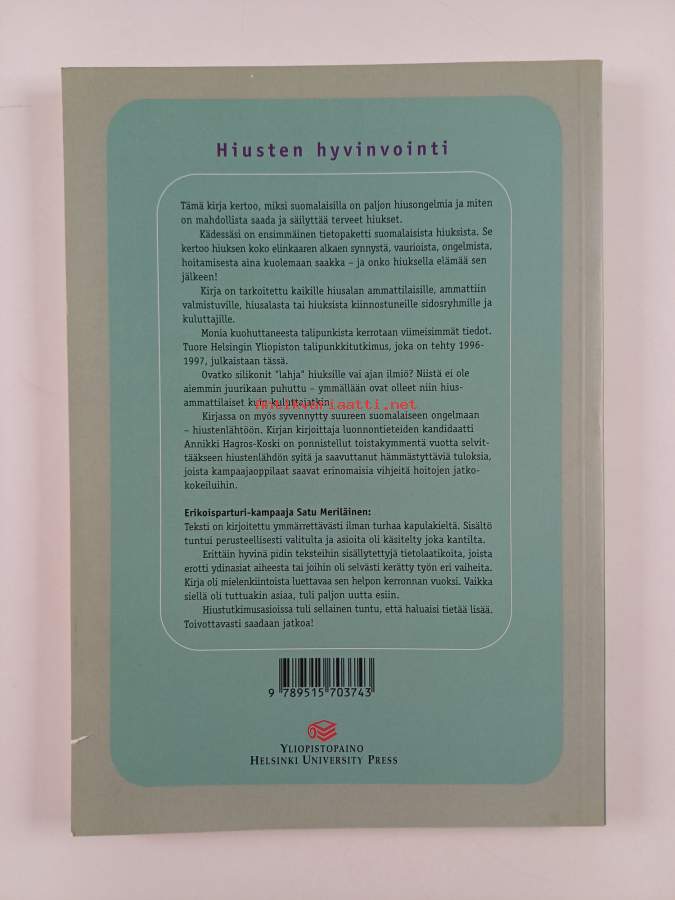 Hiusten hyvinvointi
Tämä kirja kertoo, miksi suomalaisilla on paljon hiusongelmia ja miten
on mahdollista saada ja säilyttää terveet hiukset.
Kädessäsi on ensimmäinen tietopaketti suomalaisista hiuksista. Se
kertoo hiuksen koko elinkaaren alkaen synnystä, vaurioista, ongelmista,
hoitamisesta aina kuolemaan saakka – ja onko hiuksella elämää sen
jälkeen!
Kirja on tarkoitettu kaikille hiusalan ammattilaisille, ammattiin
valmistuville, hiusalasta tai hiuksista kiinnostuneille sidosryhmille ja
kuluttajille.
Monia kuohuttaneesta talipunkista kerrotaan viimeisimmät tiedot.
Tuore Helsingin Yliopiston talipunkkitutkimus, joka on tehty 1996-
1997, julkaistaan tässä.
Ovatko silikonit "lahja" hiuksille vai ajan ilmiö? Niistä ei ole
aiemmin juurikaan puhuttu – ymmällään ovat olleet niin hius-
ammattilaiset kuin kuluttajatkin.
Antikvariaatti.net
Kirjassa on myös syvennytty suureen suomalaiseen ongelmaan
– hiustenlähtöön. Kirjan kirjoittaja luonnontieteiden kandidaatti
Annikki Hagros-Koski on ponnistellut toistakymmentä vuotta selvit-
tääkseen hiustenlähdön syitä ja saavuttanut hämmästyttäviä tuloksia,
joista kampaajaoppilaat saavat erinomaisia vihjeitä hoitojen jatko-
kokeiluihin.
Erikoisparturi-kampaaja Satu Meriläinen:
Teksti on kirjoitettu ymmärrettävästi ilman turhaa kapulakieltä. Sisältö
tuntui perusteellisesti valitulta ja asioita oli käsitelty joka kantilta.
Erittäin hyvinä pidin teksteihin sisällytettyjä tietolaatikoita, joista
erotti ydinasiat aiheesta tai joihin oli selvästi kerätty työn eri vaiheita.
Kirja oli mielenkiintoista luettavaa sen helpon kerronnan vuoksi. Vaikka
siellä oli tuttuakin asiaa, tuli paljon uutta esiin.
Hiustutkimusasioissa tuli sellainen tuntu, että haluaisi tietää lisää.
Toivottavasti saadaan jatkoa!
9 789515 703743
Yliopistopaino
Helsinki University Press